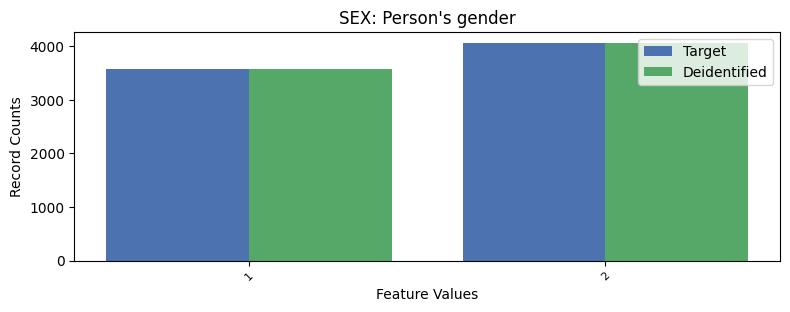 SEX: Person's gender
Target
Deidentified
Record Counts
4000
3000
2000
1000
0
1
2
Feature Values